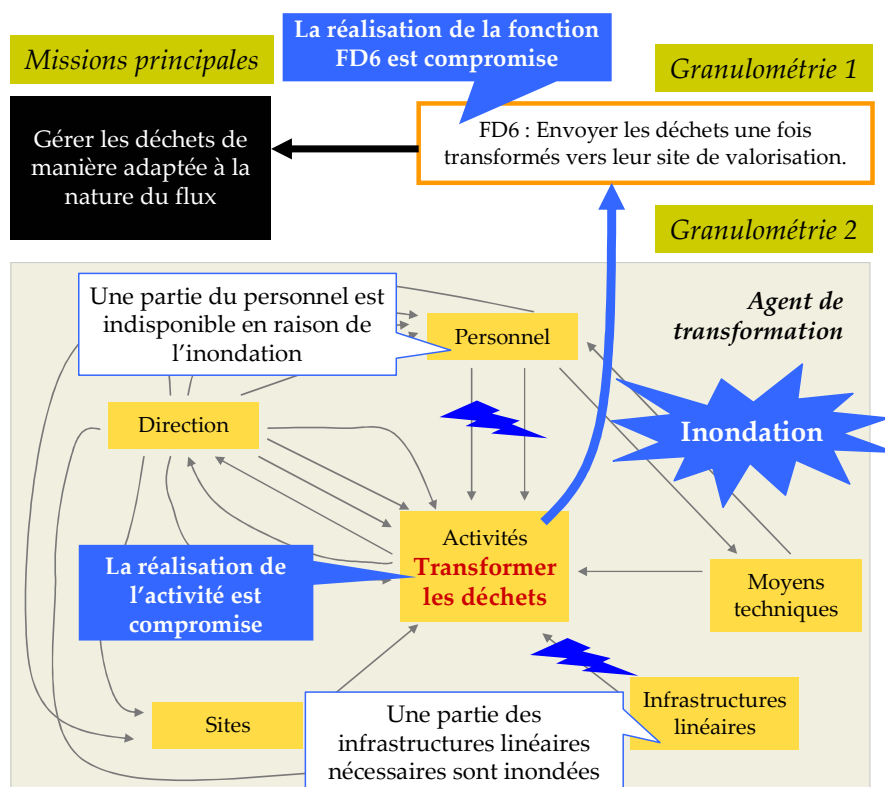 La réalisation de la fonction
FD6 est compromise
Missions principales
Granulométrie 1
Gérer les déchets de
manière adaptée à la
nature du flux
FD6 : Envoyer les déchets une fois
transformés vers leur site de valorisation.
Granulométrie 2
Une partie du personnel est
indisponible en raison de
l’inondation
Agent de
transformation
Personnel
Direction
Inondation
Activités
Transformer
les déchets
La réalisation de
l’activité est
compromise
Moyens
techniques
Sites
Une partie des
infrastructures linéaires
nécessaires sont inondées
Infrastructures
linéaires